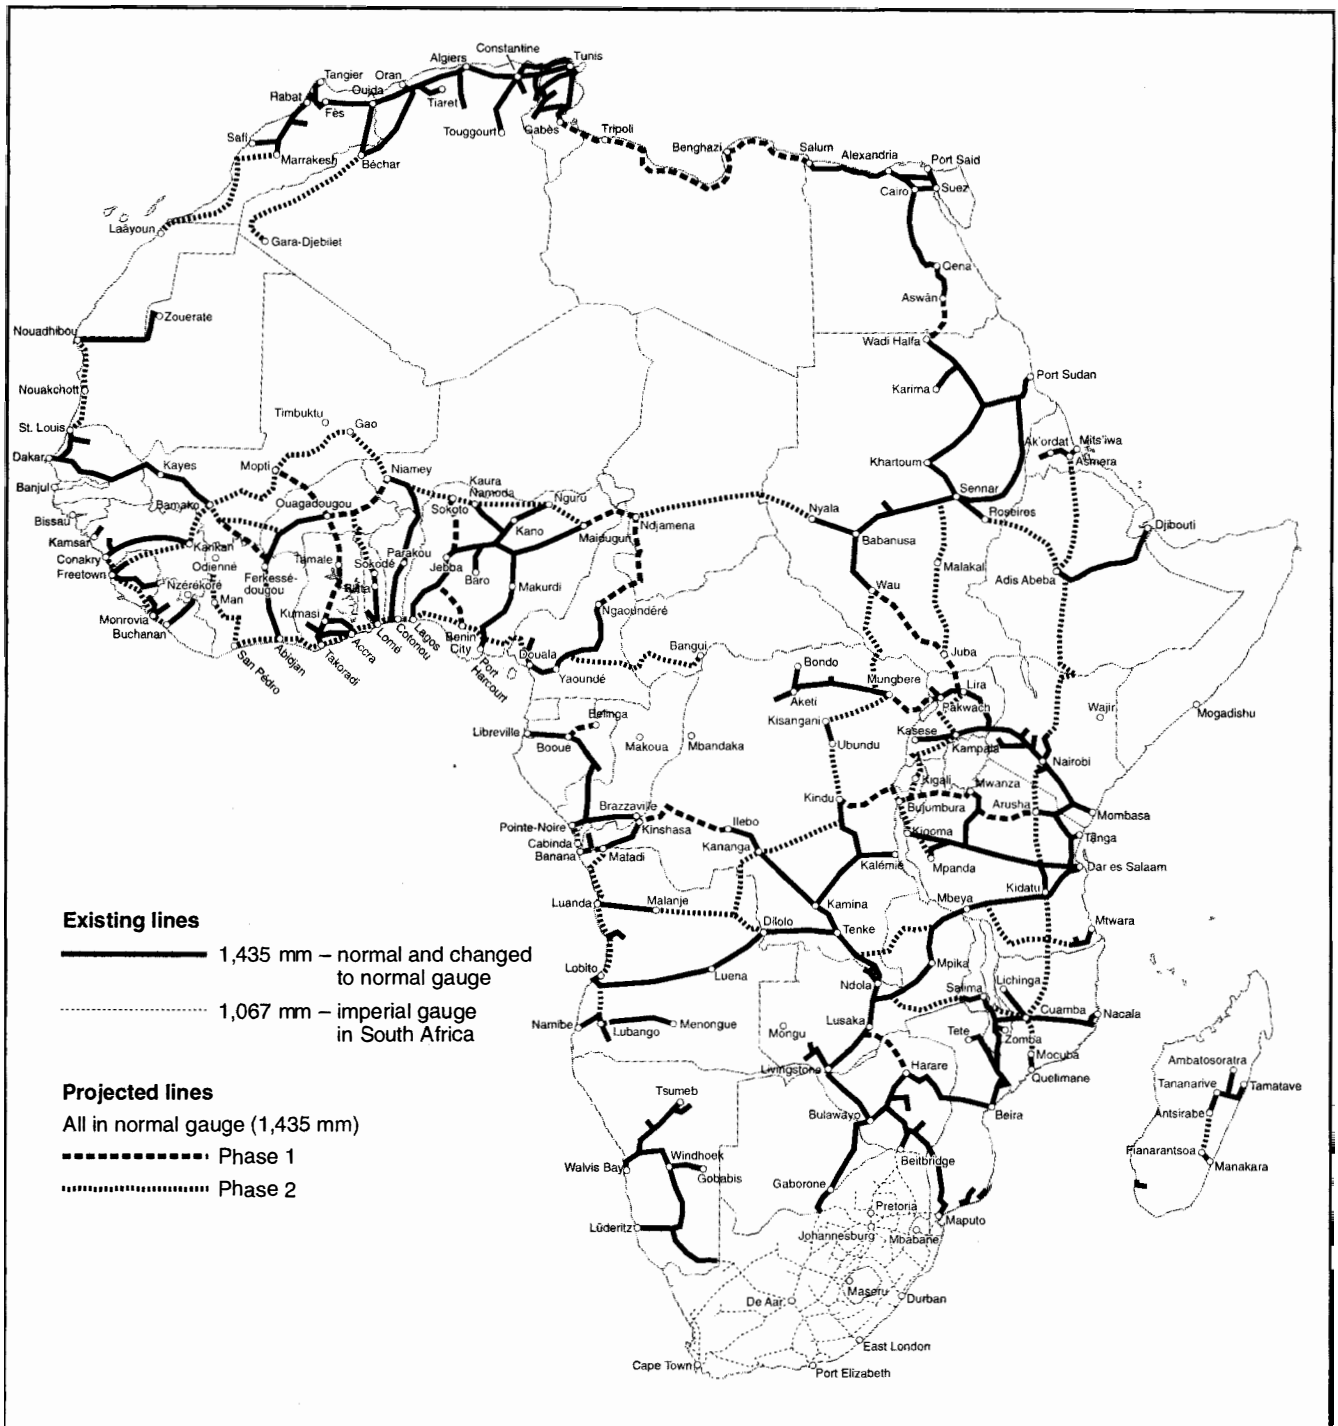 Constantine
Algiers
Tunis
Tangier
Oran
Oujda
Rabat
Fès
Tiaret
Touggourt
Gabès
Tripoli
Safi
Marrakesh
Béchar
Benghazi
Salum
Alexandria
Port Said
Cairo
Suez
Laâyoun
Gara-Djebilet
Qena
Aswân
Zouerate
Nouadhibou
Wadi Halfa
Nouakchott
Karima
Port Sudan
Timbuktu
Gao
St. Louis
Ak'ordat
Mits'iwa
Asmera
Dakar
Kayes
Mopti
Niamey
Khartoum
Banjul
Kaura
Namoda
Sokoto
Nguru
Sennar
Bamako
Ouagadougou
Nyala
Roseires
Bissau
Kano
Ndjamena
Djibouti
Kamsar
Maiduguri
Babanusa
Conakry
Kankan
Tamale
Sokodé
Parakou
Freetown
Odienné
Jebba
Baro
Malakal
Adis Abeba
Nzérékoré
Ferkessé-
dougou
Blitta
Makurdi
Wau
Man
Kumasi
Ngaoundéré
Monrovia
Buchanan
San Pédro
Abidjan
Takoradi
Accra
Lomé
Cotonou
Lagos
Benin
City
Port
Harcourt
Douala
Yaoundé
Bangui
Juba
Bondo
Mungbere
Lira
Aketi
Pakwach
Belinga
Kisangani
Wajir
Mogadishu
Libreville
Booué
Makoua
Mbandaka
Ubundu
Kasese
Kampala
Nairobi
Kigali
Mwanza
Brazzaville
Kindu
Bujumbura
Arusha
Mombasa
Pointe-Noire
Kinshasa
Ilebo
Kigoma
Tanga
Cabinda
Banana
Matadi
Kananga
Kalémié
Mpanda
Dar es Salaam
Luanda
Malanje
Kamina
Mbeya
Kidatu
Existing lines
Dilolo
Tenke
Mtwara
1,435 mm – normal and changed
to normal gauge
Lobito
Luena
Mpika
Ndola
Lichinga
Salima
1,067 mm – imperial gauge
in South Africa
Namibe
Lubango
Menongue
Mongu
Lusaka
Cuamba
Nacala
Tete
Zomba
Mocuba
Projected lines
Livingstone
Harare
Quelimane
Ambatosoratra
Tananarive
Tamatave
All in normal gauge (1,435 mm)
Tsumeb
Bulawayo
Beira
Antsirabe
Phase 1
Windhoek
Beitbridge
Fianarantsoa
Walvis Bay
Gobabis
Manakara
Phase 2
Gaborone
Pretoria
Maputo
Lüderitz
Johannesburg
Mbabane
Maseru
De Aar
Durban
East London
Cape Town
Port Elizabeth